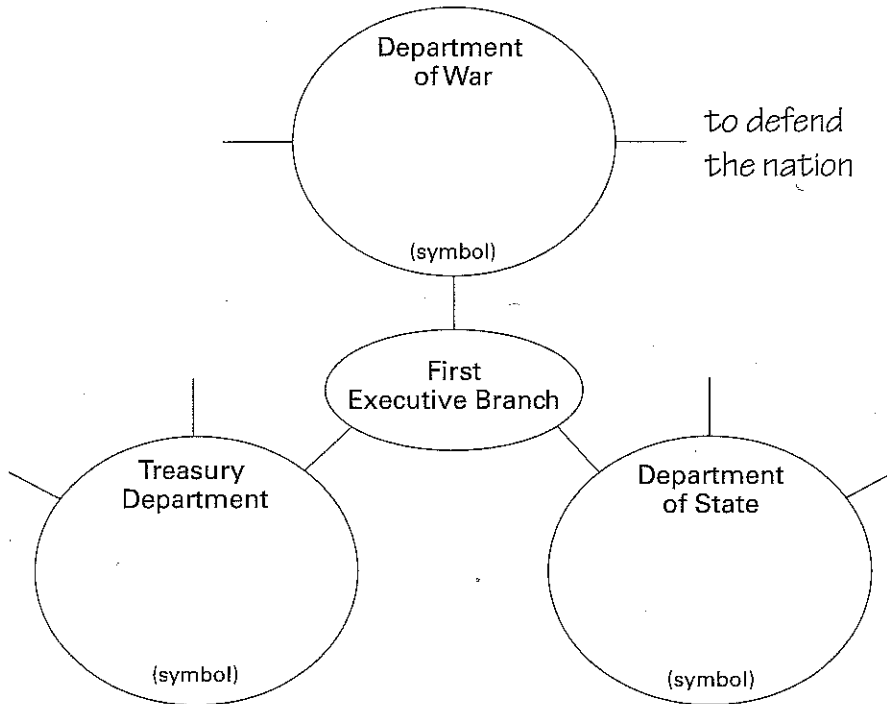 Department
of War
to defend
the nation
(symbol)
First
Executive Branch
Treasury
Department
(symbol)
Department
of State
(symbol)